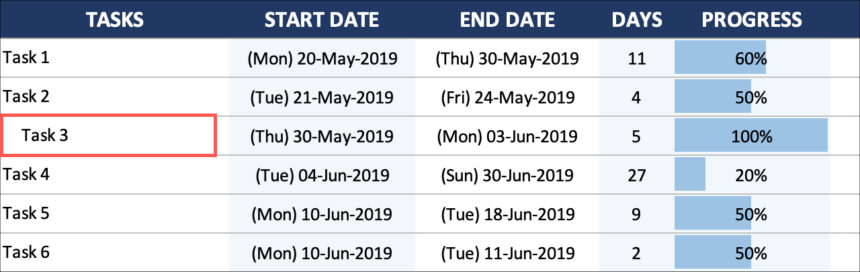 TASKS START DATE END DATE DAYS PROGRESS
Task 1 (Mon) 20-May-2019 (Thu) 30-May-2019 11 60%
Task 2 (Tue) 21-May-2019 (Fri) 24-May-2019 4 50%
Task 3 (Thu) 30-May-2019 (Mon) 03-Jun-2019 5 100%
Task 4 (Tue) 04-Jun-2019 (Sun) 30-Jun-2019 27 20%
Task 5 (Mon) 10-Jun-2019 (Tue) 18-Jun-2019 9 50%
Task 6 (Mon) 10-Jun-2019 (Tue) 11-Jun-2019 2 50%